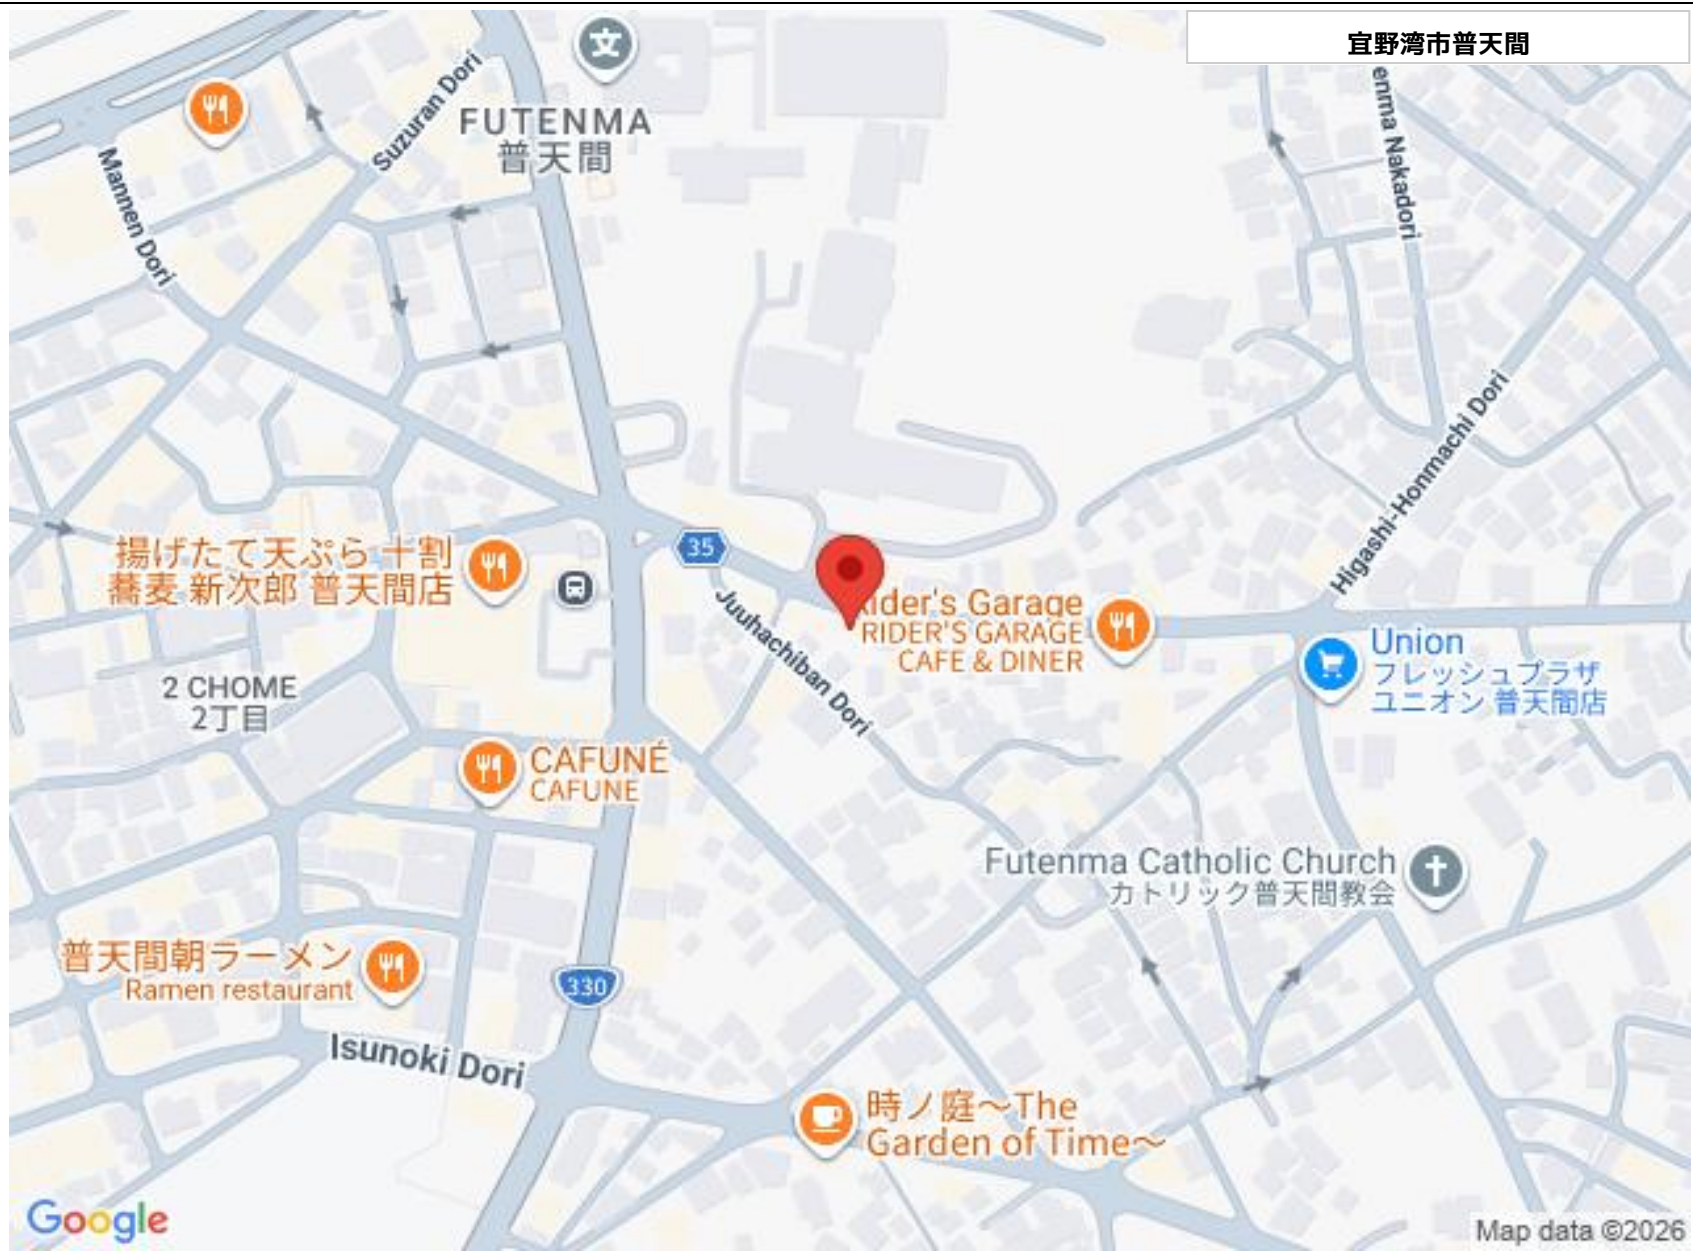 宜野湾市普天間
文
FUTENMA
普天間
Suzuran Dori
Mannen Dori
enma Nakadori
Higashi-Honmachi Dori
揚げたて天ぷら 十割
蕎麦 新次郎 普天間店
35
Juuhachiban Dori
Rider's Garage
RIDER'S GARAGE
CAFE & DINER
Union
フレッシュプラザ
ユニオン 普天間店
2 CHOME
2丁目
CAFUNÉ
CAFUNE
Futenma Catholic Church
カトリック普天間教会
普天間朝ラーメン
Ramen restaurant
330
Isunoki Dori
時ノ庭〜The
Garden of Time〜
Google
Map data ©2026